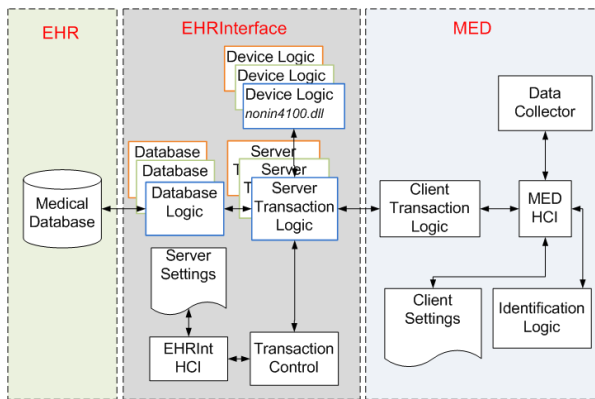 EHR
EHRInterface
MED
Device Logic
Device Logic
Device Logic
nonin4100.dll
Data
Collector
Database
Database
Database
Logic
Server
T
Server
T
Server
Transaction
Logic
Medical
Database
Client
Transaction
Logic
MED
HCI
Server
Settings
Client
Settings
Identification
Logic
EHRInt
HCI
Transaction
Control